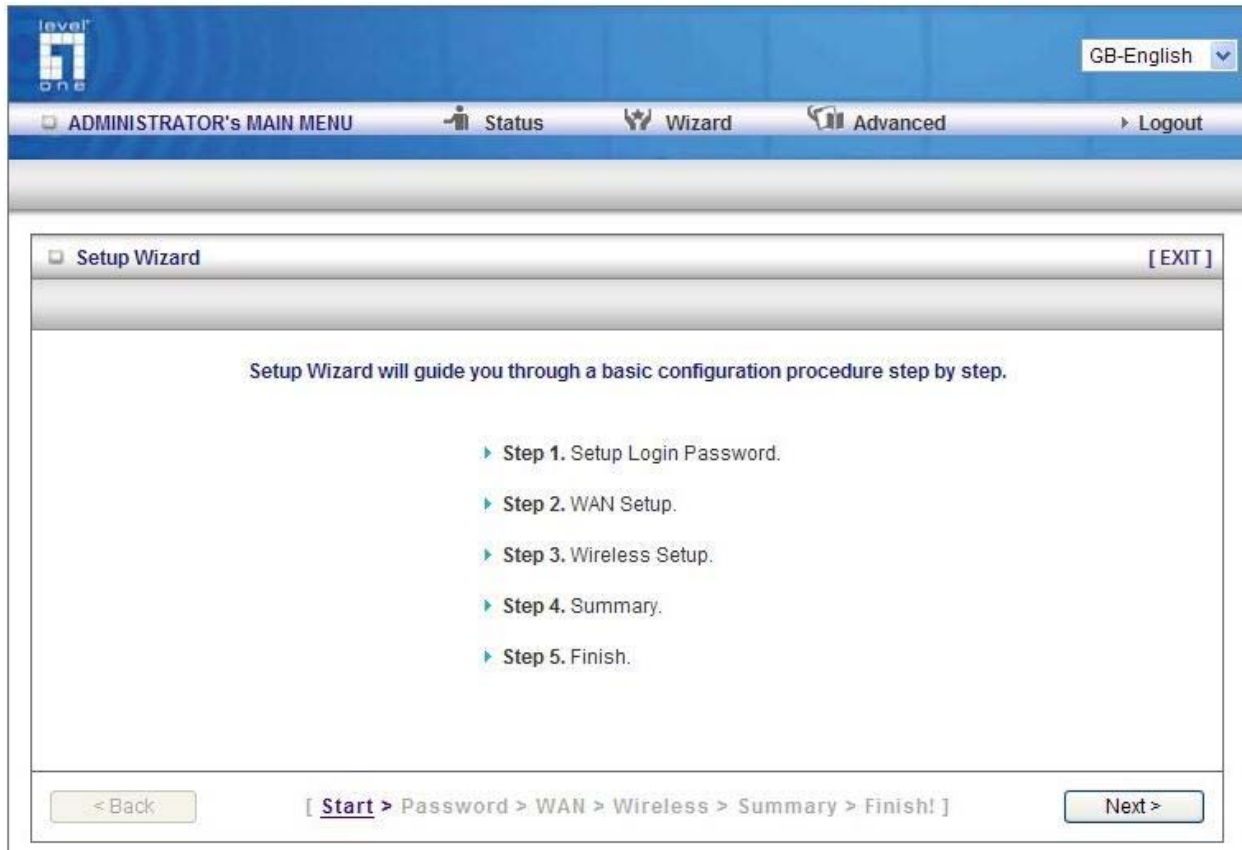 level
one
GB-English
ADMINISTRATOR's MAIN MENU Status Wizard Advanced Logout
Setup Wizard [ EXIT ]
Setup Wizard will guide you through a basic configuration procedure step by step.
Step 1. Setup Login Password.
Step 2. WAN Setup.
Step 3. Wireless Setup.
Step 4. Summary.
Step 5. Finish.
< Back [ Start > Password > WAN > Wireless > Summary > Finish! ] Next >